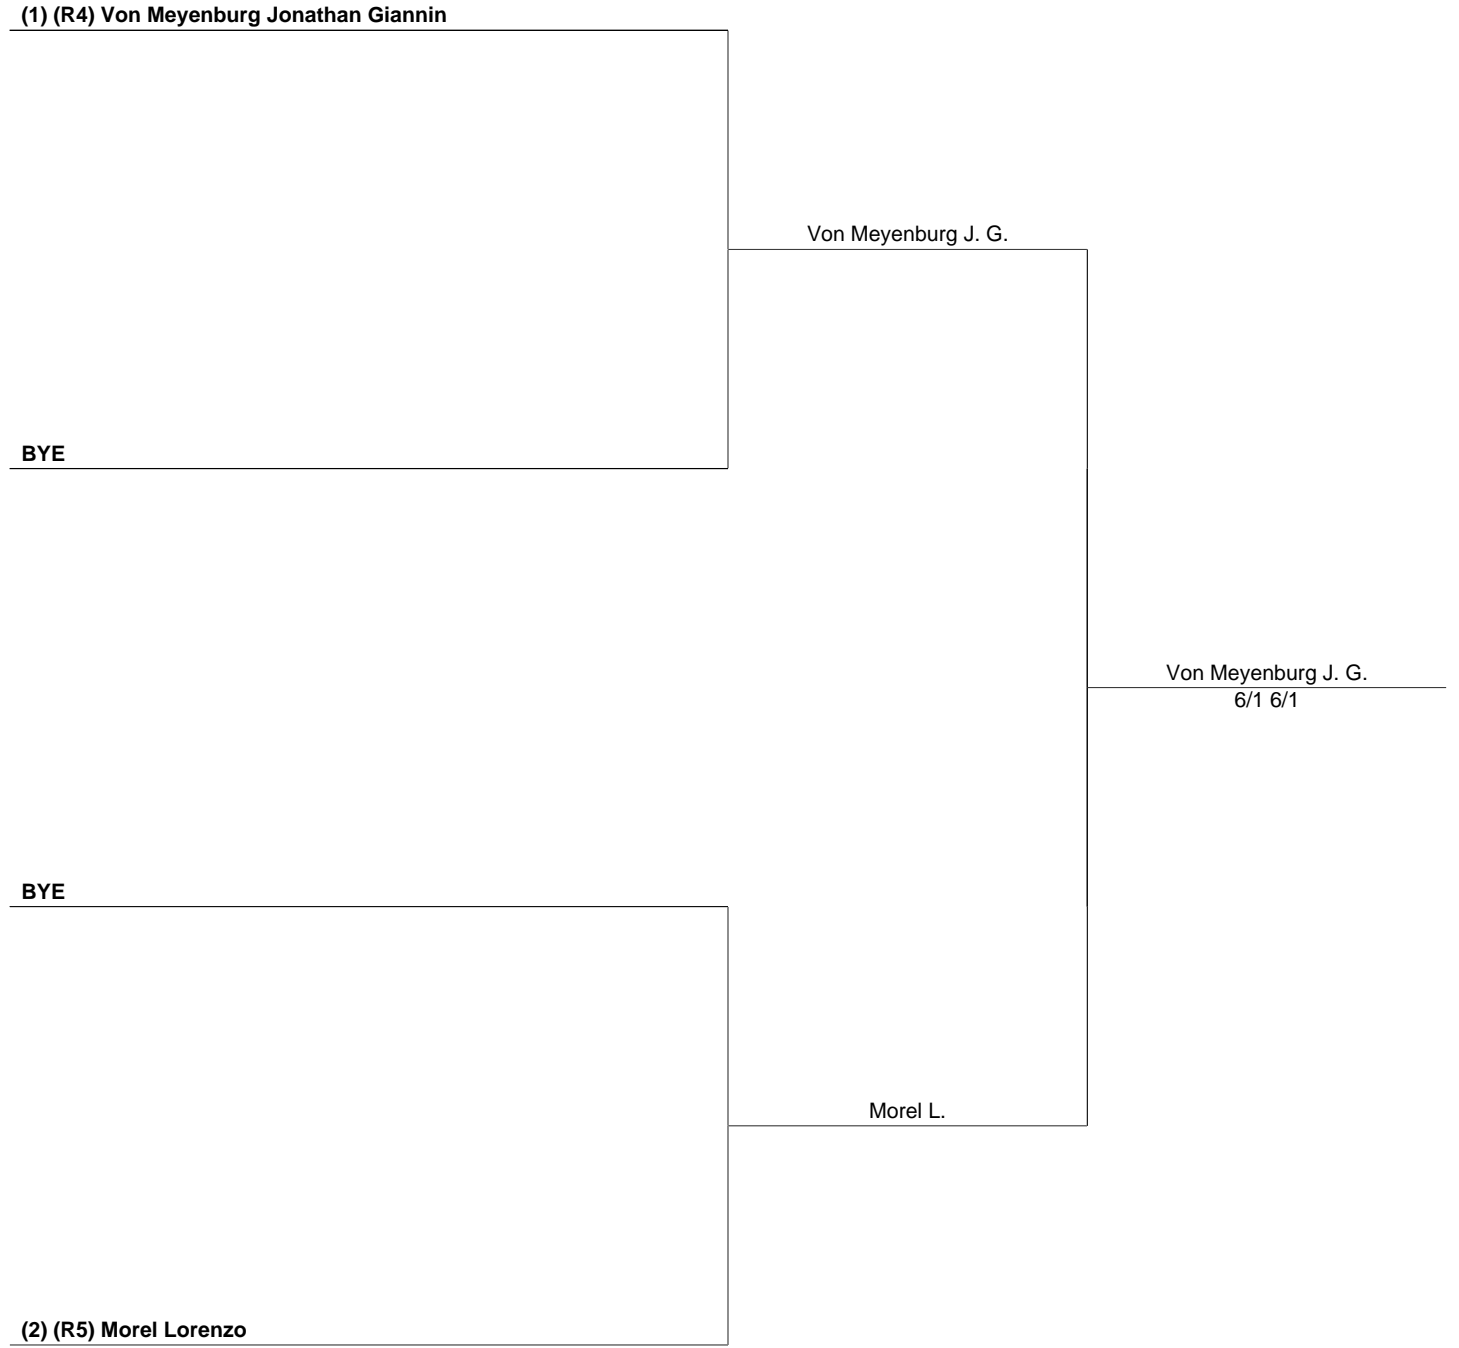 (1) (R4) Von Meyenburg Jonathan Giannin
Von Meyenburg J. G.
BYE
Von Meyenburg J. G.
6/1 6/1
BYE
Morel L.
(2) (R5) Morel Lorenzo